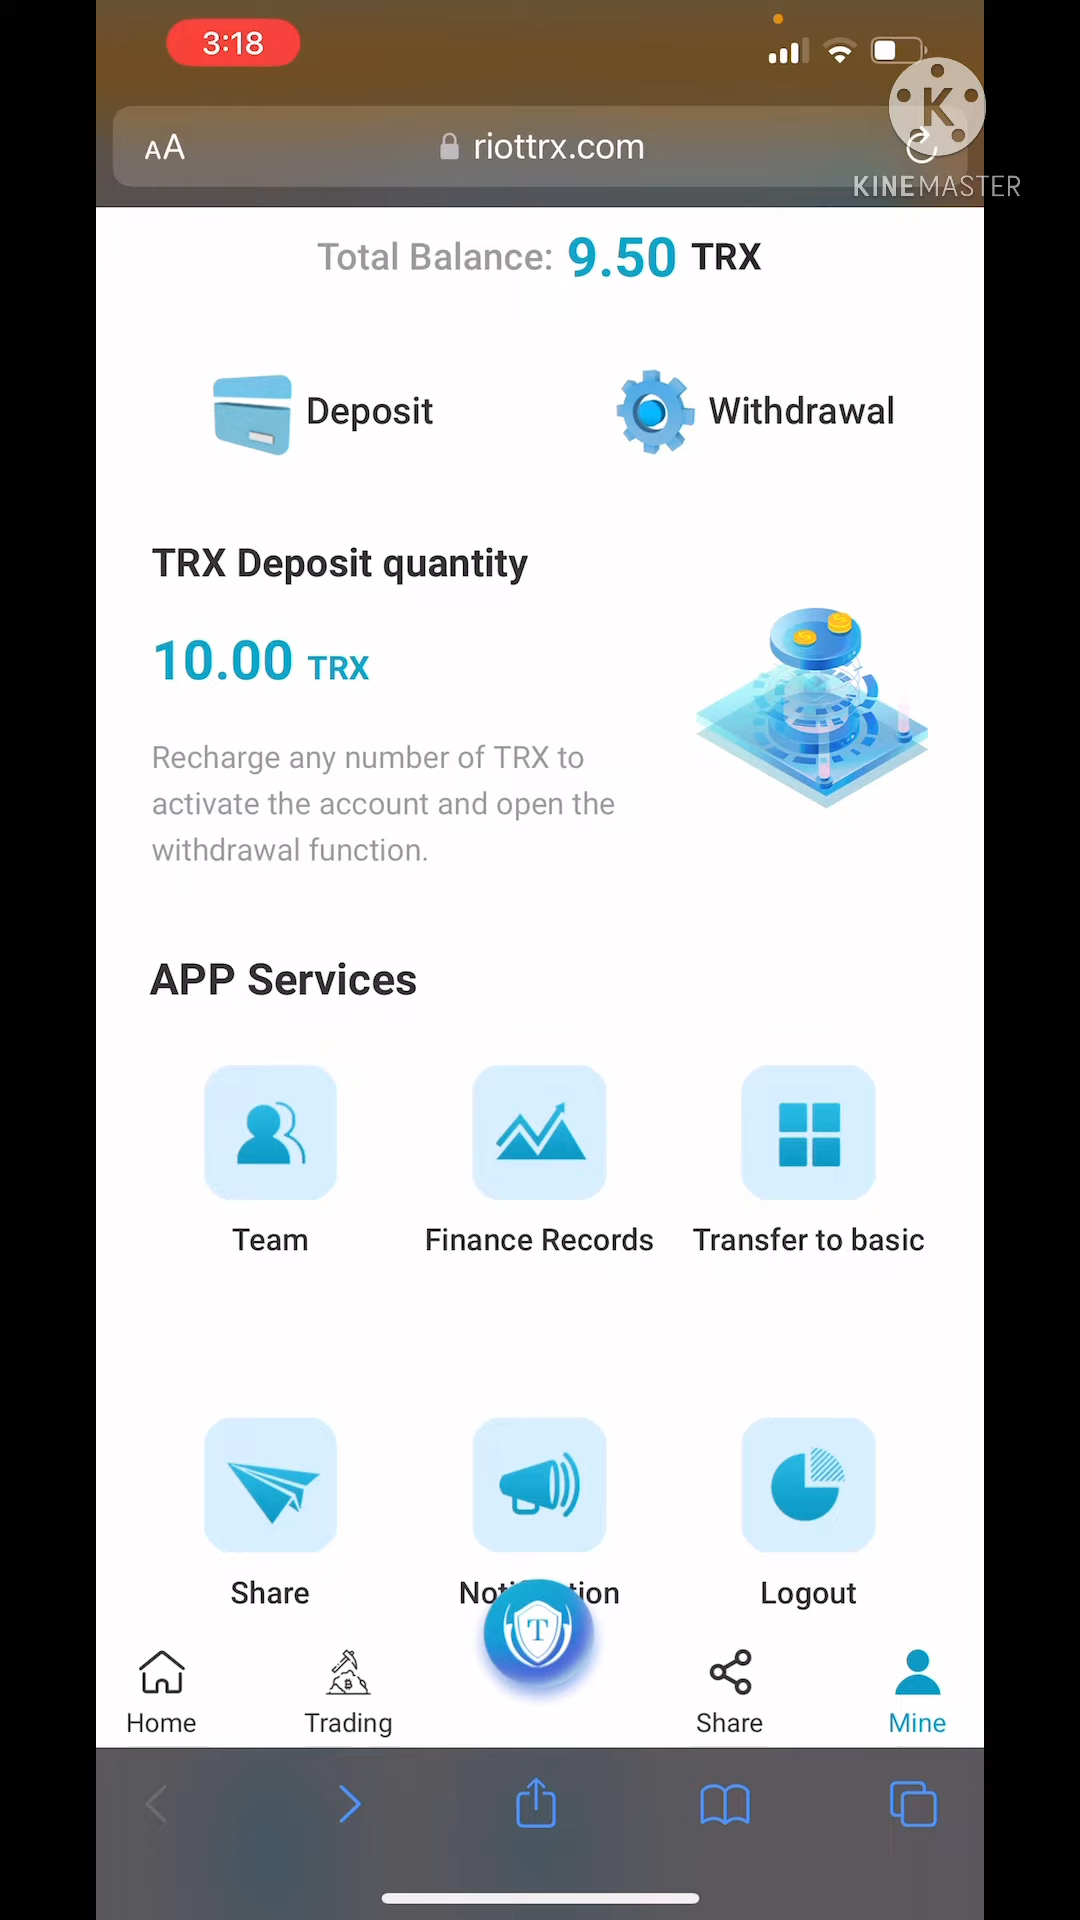 3:18
K
KINEMASTER
AA
riottrx.com
Total Balance: 9.50 TRX
Deposit
Withdrawal
TRX Deposit quantity
10.00 TRX
Recharge any number of TRX to
activate the account and open the
withdrawal function.
APP Services
Team
Finance Records
Transfer to basic
Share
Logout
T
Home
Trading
Share
Mine